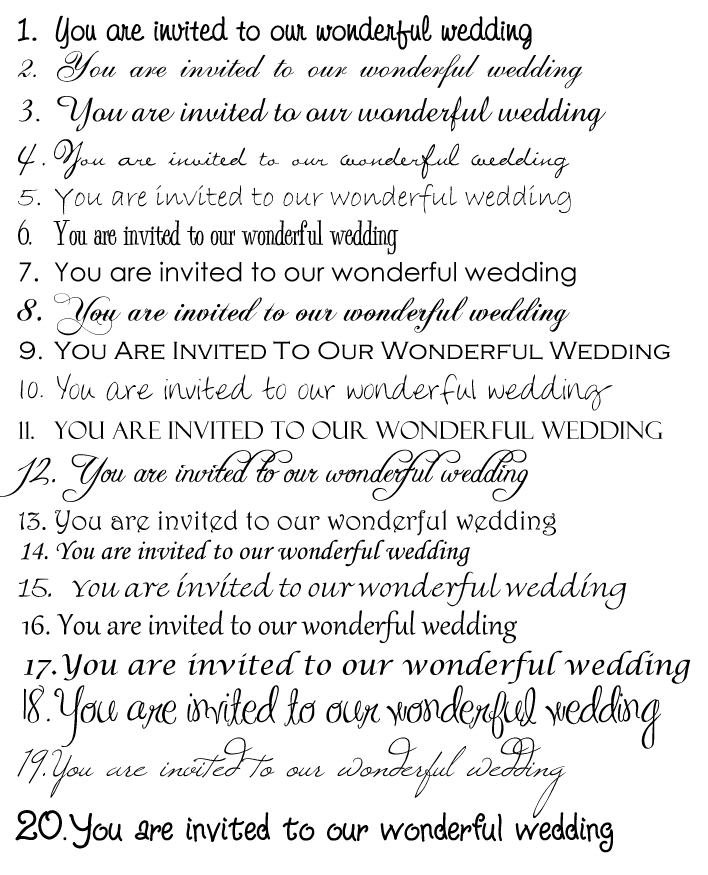 1. You are invited to our wonderful wedding
2. You are invited to our wonderful wedding
3. You are invited to our wonderful wedding
4. You are invited to our wonderful wedding
5. You are invited to our wonderful wedding
6. You are invited to our wonderful wedding
7. You are invited to our wonderful wedding
8. You are invited to our wonderful wedding
9. You Are Invited To Our Wonderful Wedding
10. You are invited to our wonderful wedding
11. YOU ARE INVITED TO OUR WONDERFUL WEDDING
12. You are invited to our wonderful wedding
13. You are invited to our wonderful wedding
14. You are invited to our wonderful wedding
15. You are invited to our wonderful wedding
16. You are invited to our wonderful wedding
17. You are invited to our wonderful wedding
18. You are invited to our wonderful wedding
19. You are invited to our wonderful wedding
20. You are invited to our wonderful wedding